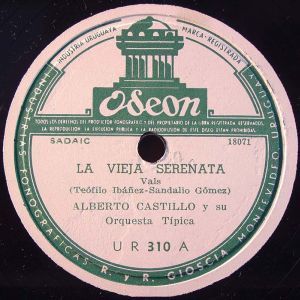 INDUSTRIA URUGUAYA
MARCA REGISTRADA
Odeon
TODOS LOS DERECHOS DEL PRODUCTOR FONOGRAFICO Y DEL PROPIETARIO DE LA OBRA REGISTRADA RESERVADOS.
LA REPRODUCCION, LA EJECUCION PUBLICA Y LA RADIODIFUSION DE ESTE DISCO ESTAN PROHIBIDAS.
SADAIC
18071
LA VIEJA SERENATA
Vals
(Teófilo Ibáñez-Sandalio Gómez)
ALBERTO CASTILLO y su
Orquesta Típica
UR 310 A
INDUSTRIAS FONOGRAFICAS R. y R. GIOSCIA MONTEVIDEO URUGUAY